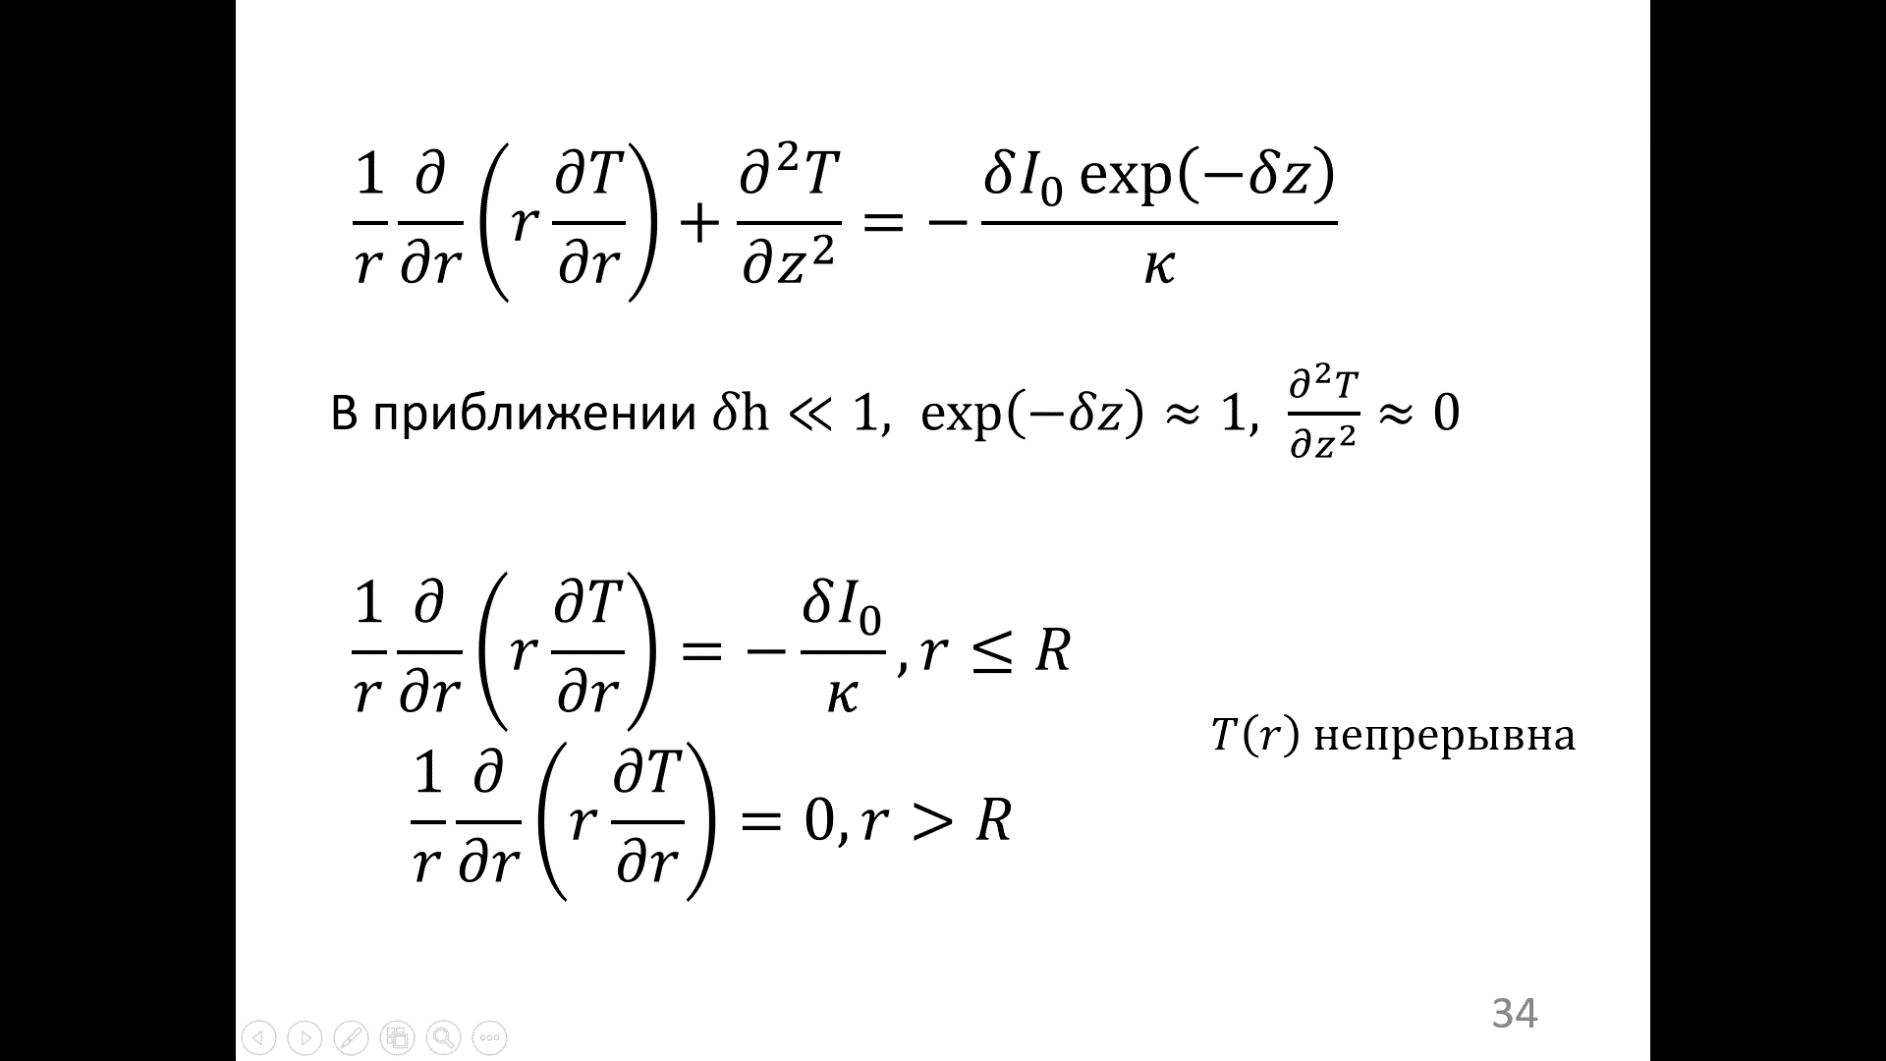 1/r ∂/∂r (r ∂T/∂r) + ∂²T/∂z² = − δI₀ exp(−δz)/κ
В приближении δh ≪ 1, exp(−δz) ≈ 1, ∂²T/∂z² ≈ 0
1/r ∂/∂r (r ∂T/∂r) = − δI₀/κ , r ≤ R
T(r) непрерывна
1/r ∂/∂r (r ∂T/∂r) = 0, r > R
34